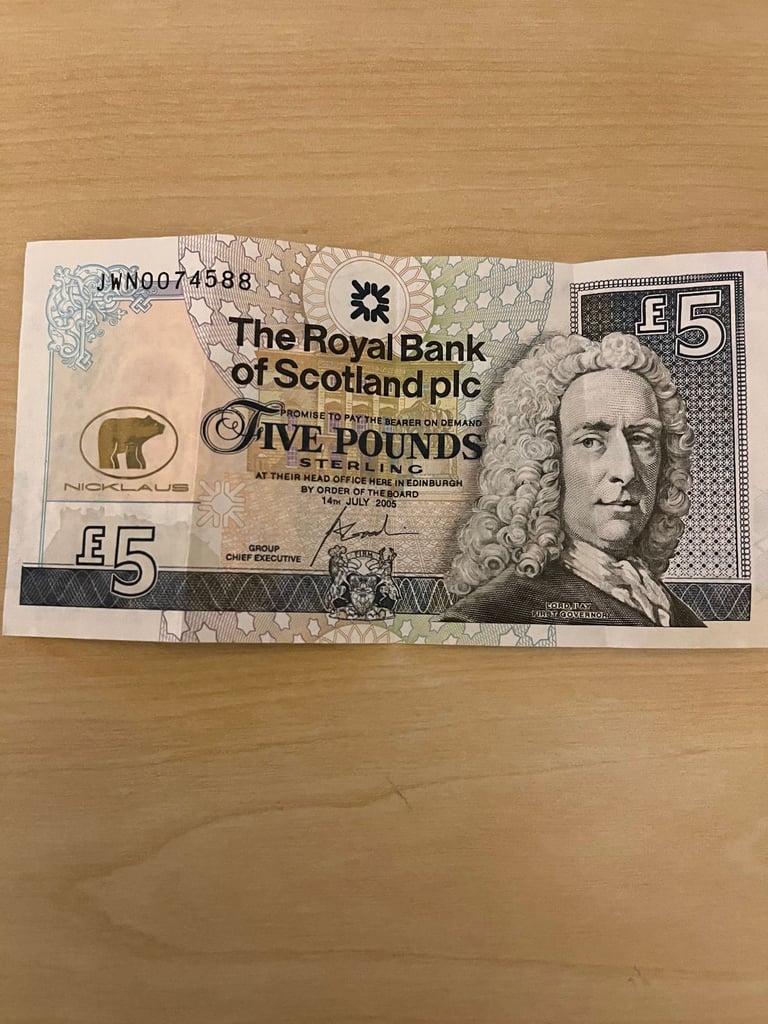 JWN0074588
The Royal Bank
of Scotland plc
PROMISE TO PAY THE BEARER ON DEMAND
FIVE POUNDS
STERLING
AT THEIR HEAD OFFICE HERE IN EDINBURGH
BY ORDER OF THE BOARD
14TH JULY 2005
GROUP
CHIEF EXECUTIVE
NICKLAUS
£5
£5
FIRM
LORD ILAY
FIRST GOVERNOR